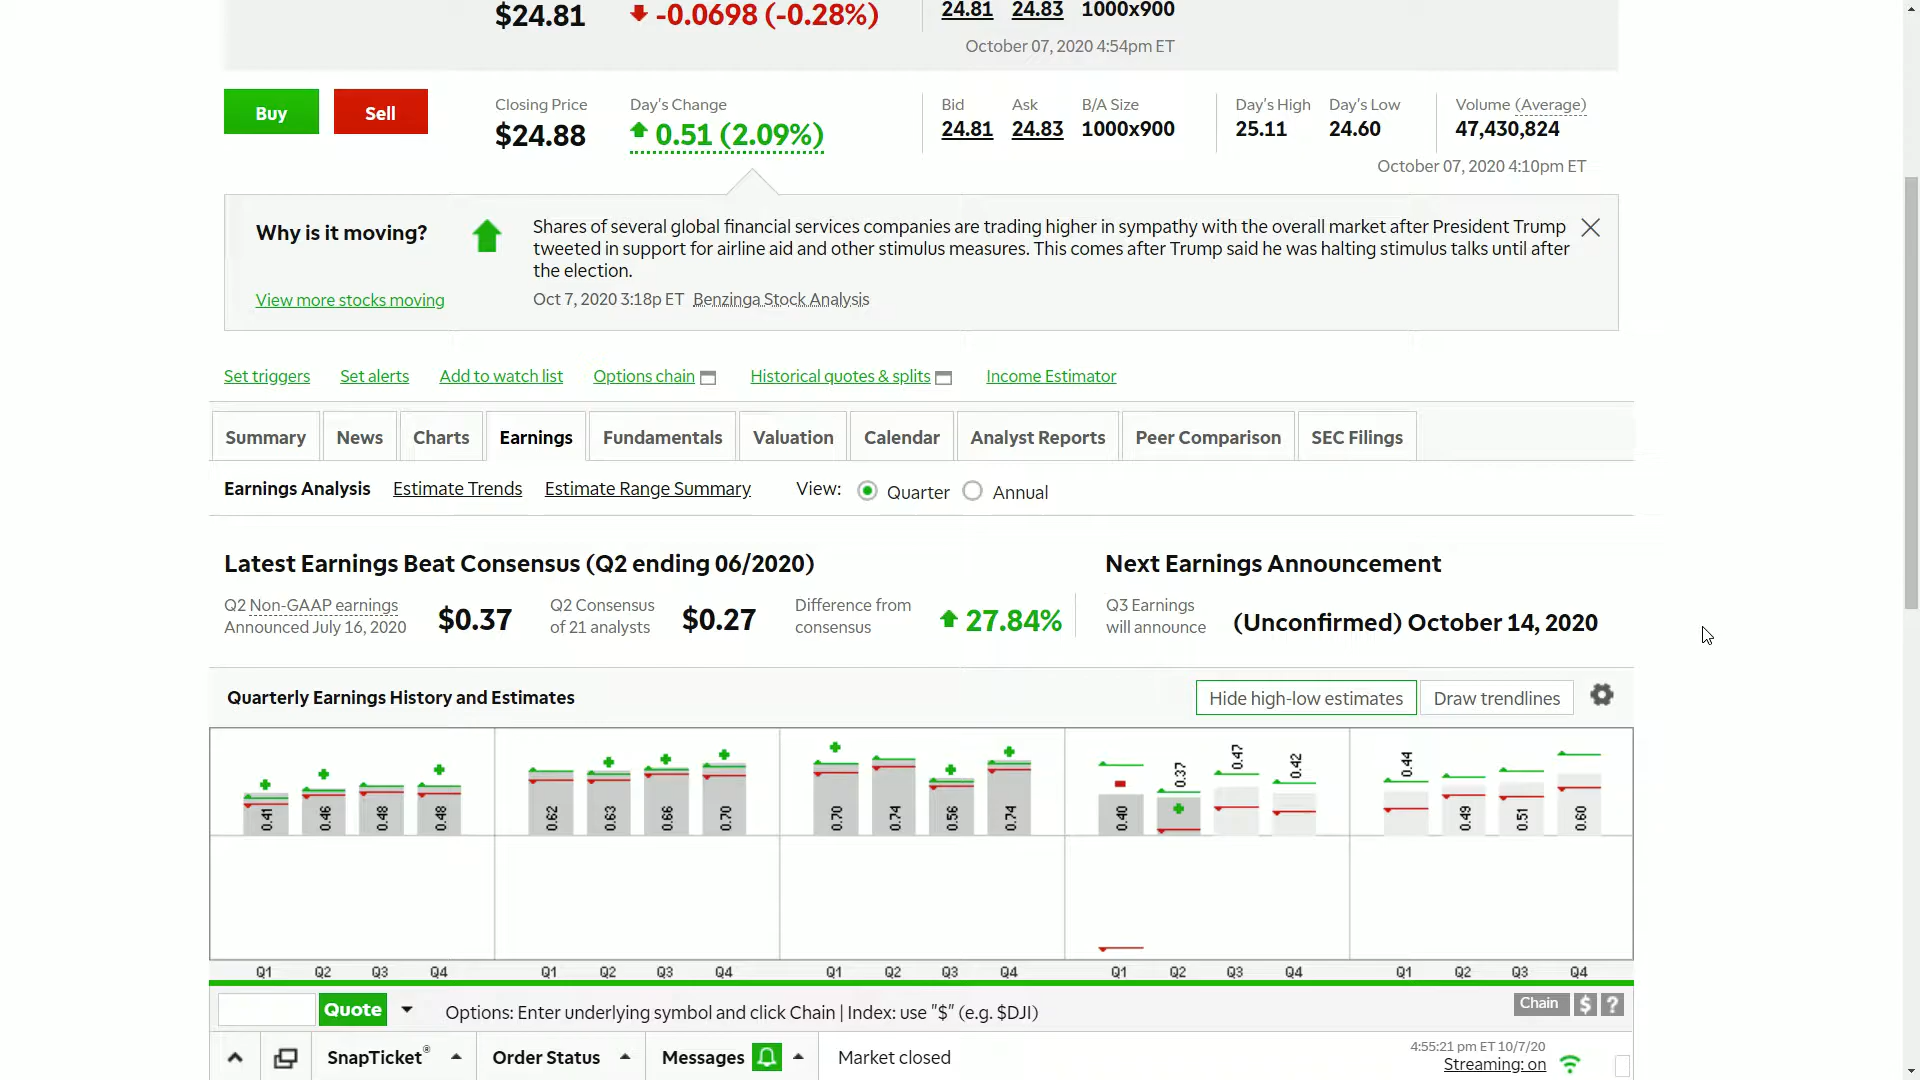 $24.81 -0.0698 (-0.28%) 24.81 24.83 1000x900
October 07, 2020 4:54pm ET
Buy Sell
Closing Price Day's Change Bid Ask B/A Size Day's High Day's Low Volume (Average)
$24.88 0.51 (2.09%) 24.81 24.83 1000x900 25.11 24.60 47,430,824
October 07, 2020 4:10pm ET
Why is it moving?
View more stocks moving
Shares of several global financial services companies are trading higher in sympathy with the overall market after President Trump
tweeted in support for airline aid and other stimulus measures. This comes after Trump said he was halting stimulus talks until after
the election.
Oct 7, 2020 3:18p ET Benzinga Stock Analysis
Set triggers Set alerts Add to watch list Options chain Historical quotes & splits Income Estimator
Summary News Charts Earnings Fundamentals Valuation Calendar Analyst Reports Peer Comparison SEC Filings
Earnings Analysis Estimate Trends Estimate Range Summary View: Quarter Annual
Latest Earnings Beat Consensus (Q2 ending 06/2020)
Q2 Non-GAAP earnings
Announced July 16, 2020
$0.37
Q2 Consensus
of 21 analysts
$0.27
Difference from
consensus
27.84%
Next Earnings Announcement
Q3 Earnings
will announce
(Unconfirmed) October 14, 2020
Quarterly Earnings History and Estimates
Hide high-low estimates Draw trendlines
0.41 0.46 0.48 0.48 0.62 0.63 0.66 0.70 0.70 0.74 0.56 0.74 0.40 0.37 0.47 0.42 0.44 0.49 0.51 0.60
Q1 Q2 Q3 Q4 Q1 Q2 Q3 Q4 Q1 Q2 Q3 Q4 Q1 Q2 Q3 Q4 Q1 Q2 Q3 Q4
Quote Options: Enter underlying symbol and click Chain | Index: use "$" (e.g. $DJI) Chain $ ?
SnapTicket® Order Status Messages Market closed
4:55:21 pm ET 10/7/20
Streaming: on